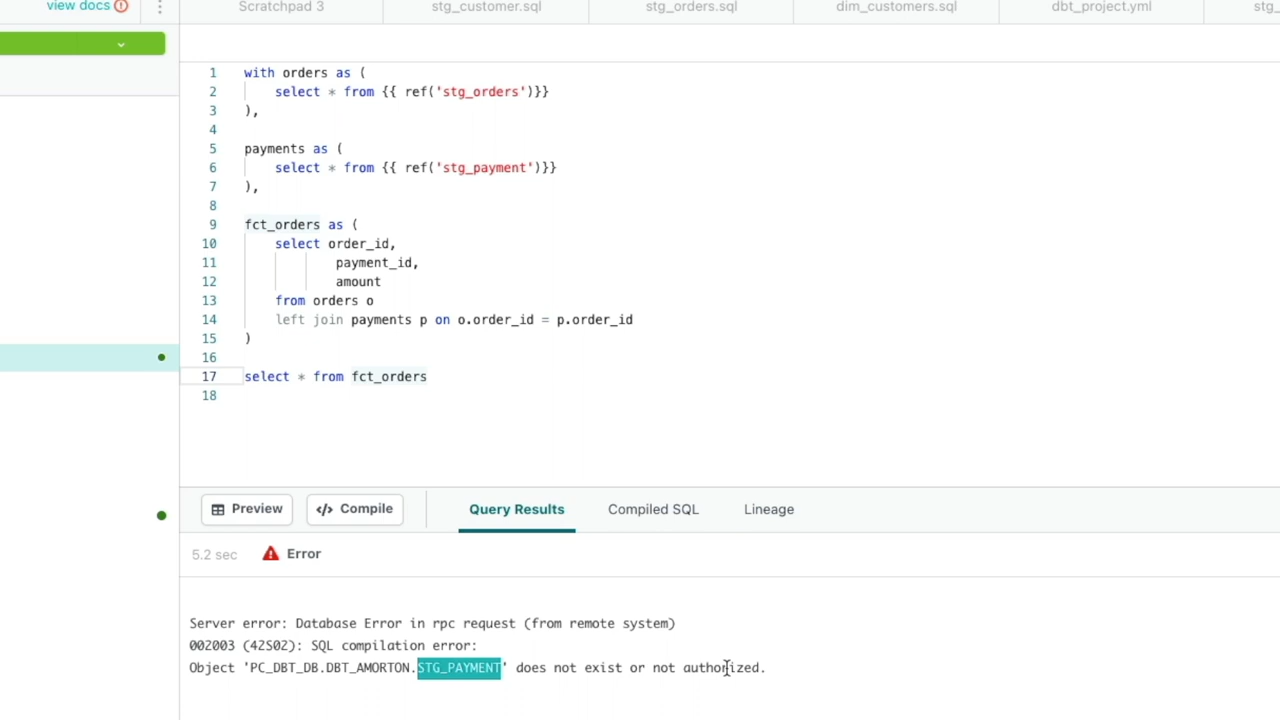 view docs
Scratchpad 3 stg_customer.sql stg_orders.sql dim_customers.sql dbt_project.yml stg_
1 with orders as (
2 select * from {{ ref('stg_orders')}}
3 ),
4
5 payments as (
6 select * from {{ ref('stg_payment')}}
7 ),
8
9 fct_orders as (
10 select order_id,
11 payment_id,
12 amount
13 from orders o
14 left join payments p on o.order_id = p.order_id
15 )
16
17 select * from fct_orders
18
Preview </> Compile Query Results Compiled SQL Lineage
5.2 sec Error
Server error: Database Error in rpc request (from remote system)
002003 (42S02): SQL compilation error:
Object 'PC_DBT_DB.DBT_AMORTON.STG_PAYMENT' does not exist or not authorized.